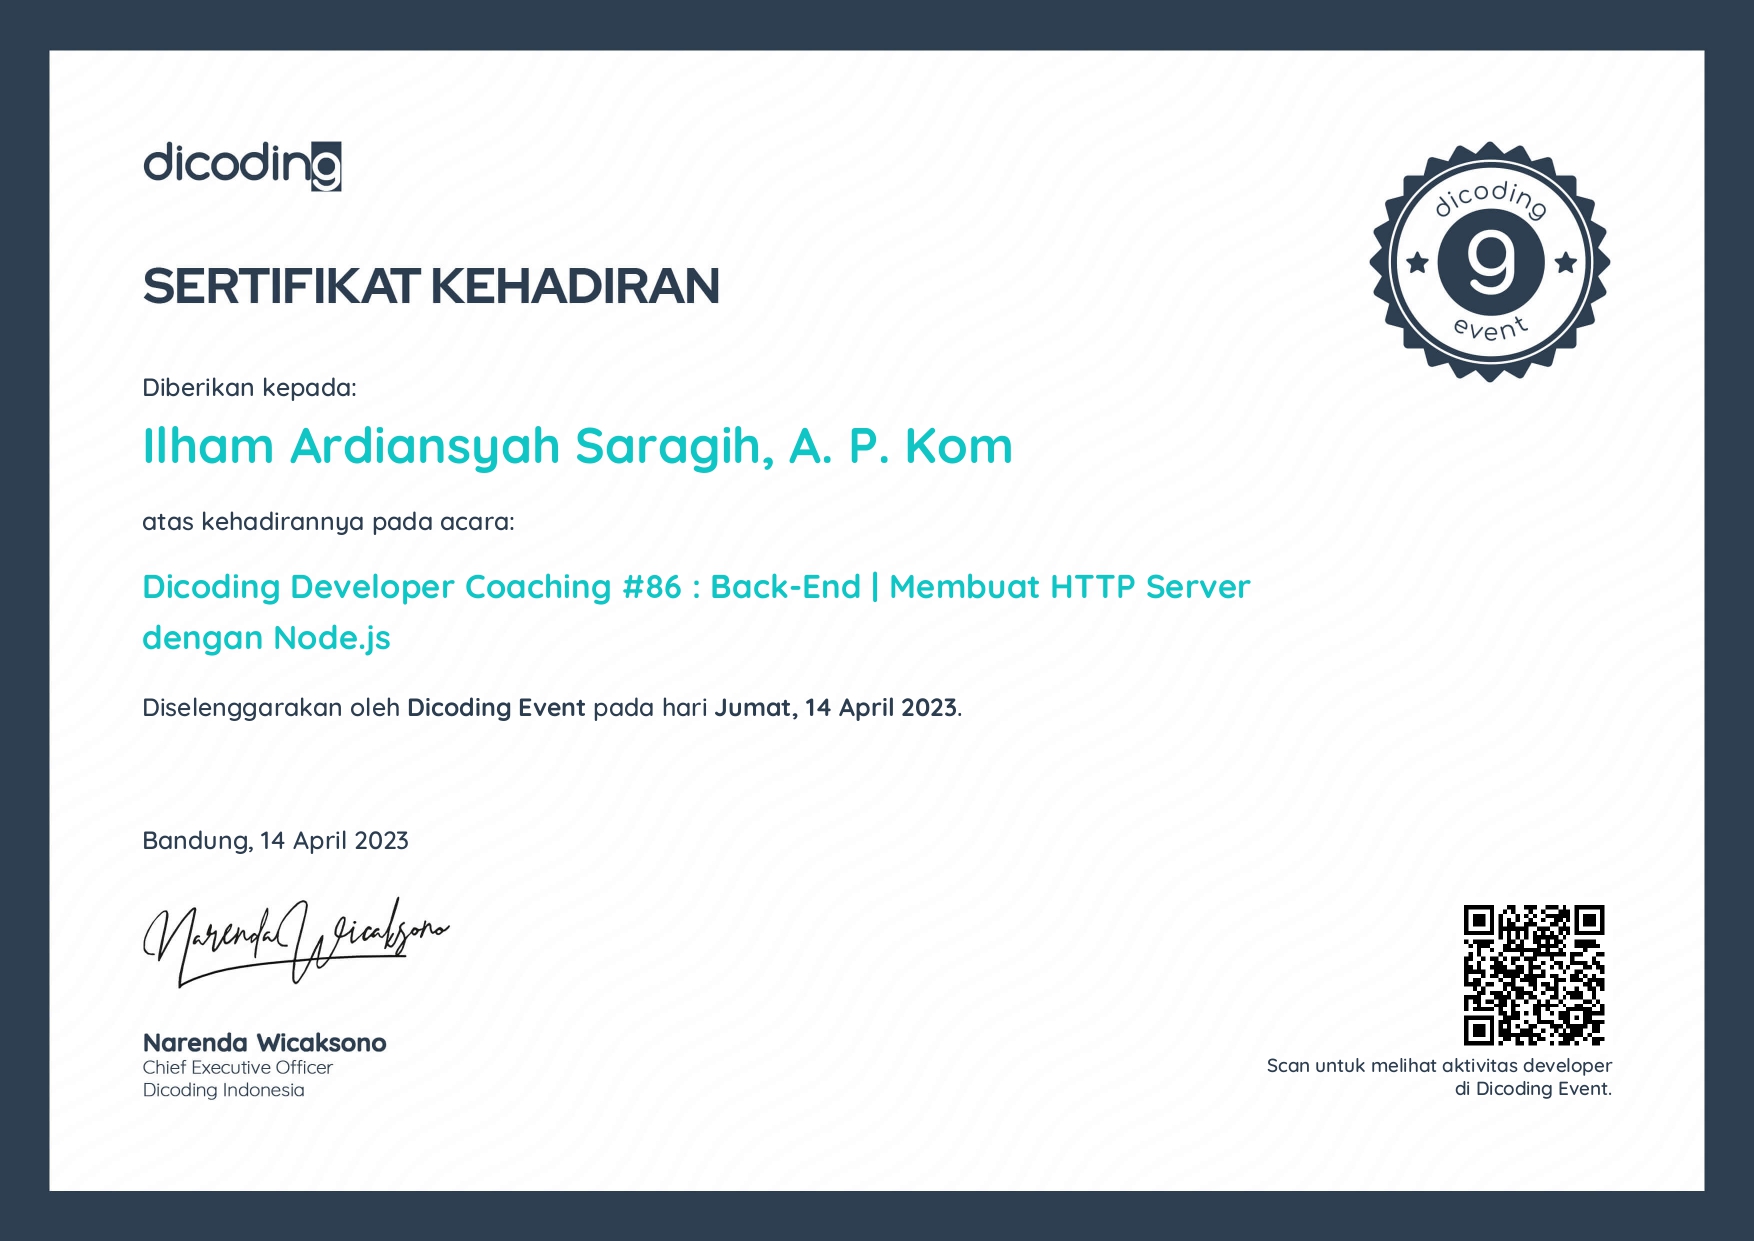 dicoding
SERTIFIKAT KEHADIRAN
dicoding
g
event
Diberikan kepada:
Ilham Ardiansyah Saragih, A. P. Kom
atas kehadirannya pada acara:
Dicoding Developer Coaching #86 : Back-End | Membuat HTTP Server
dengan Node.js
Diselenggarakan oleh Dicoding Event pada hari Jumat, 14 April 2023.
Bandung, 14 April 2023
Narenda Wicaksono
Narenda Wicaksono
Chief Executive Officer
Dicoding Indonesia
Scan untuk melihat aktivitas developer
di Dicoding Event.